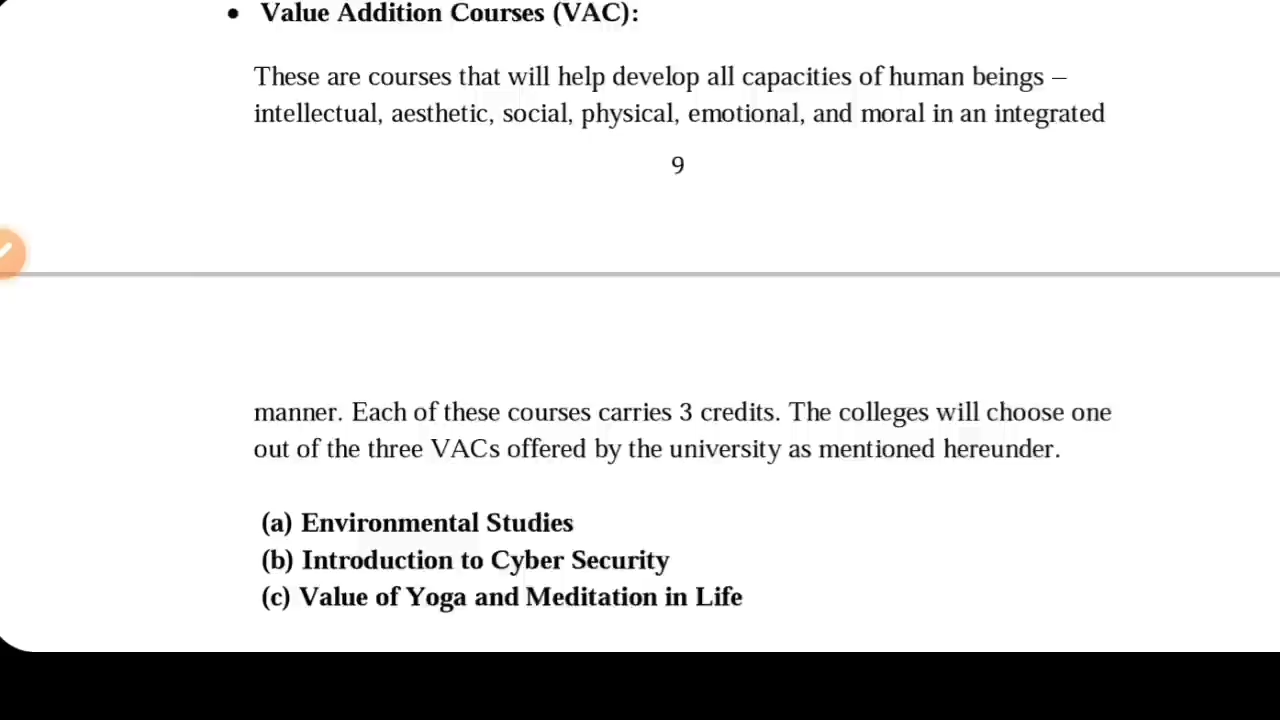 • Value Addition Courses (VAC):
These are courses that will help develop all capacities of human beings –
intellectual, aesthetic, social, physical, emotional, and moral in an integrated
9
manner. Each of these courses carries 3 credits. The colleges will choose one
out of the three VACs offered by the university as mentioned hereunder.
(a) Environmental Studies
(b) Introduction to Cyber Security
(c) Value of Yoga and Meditation in Life